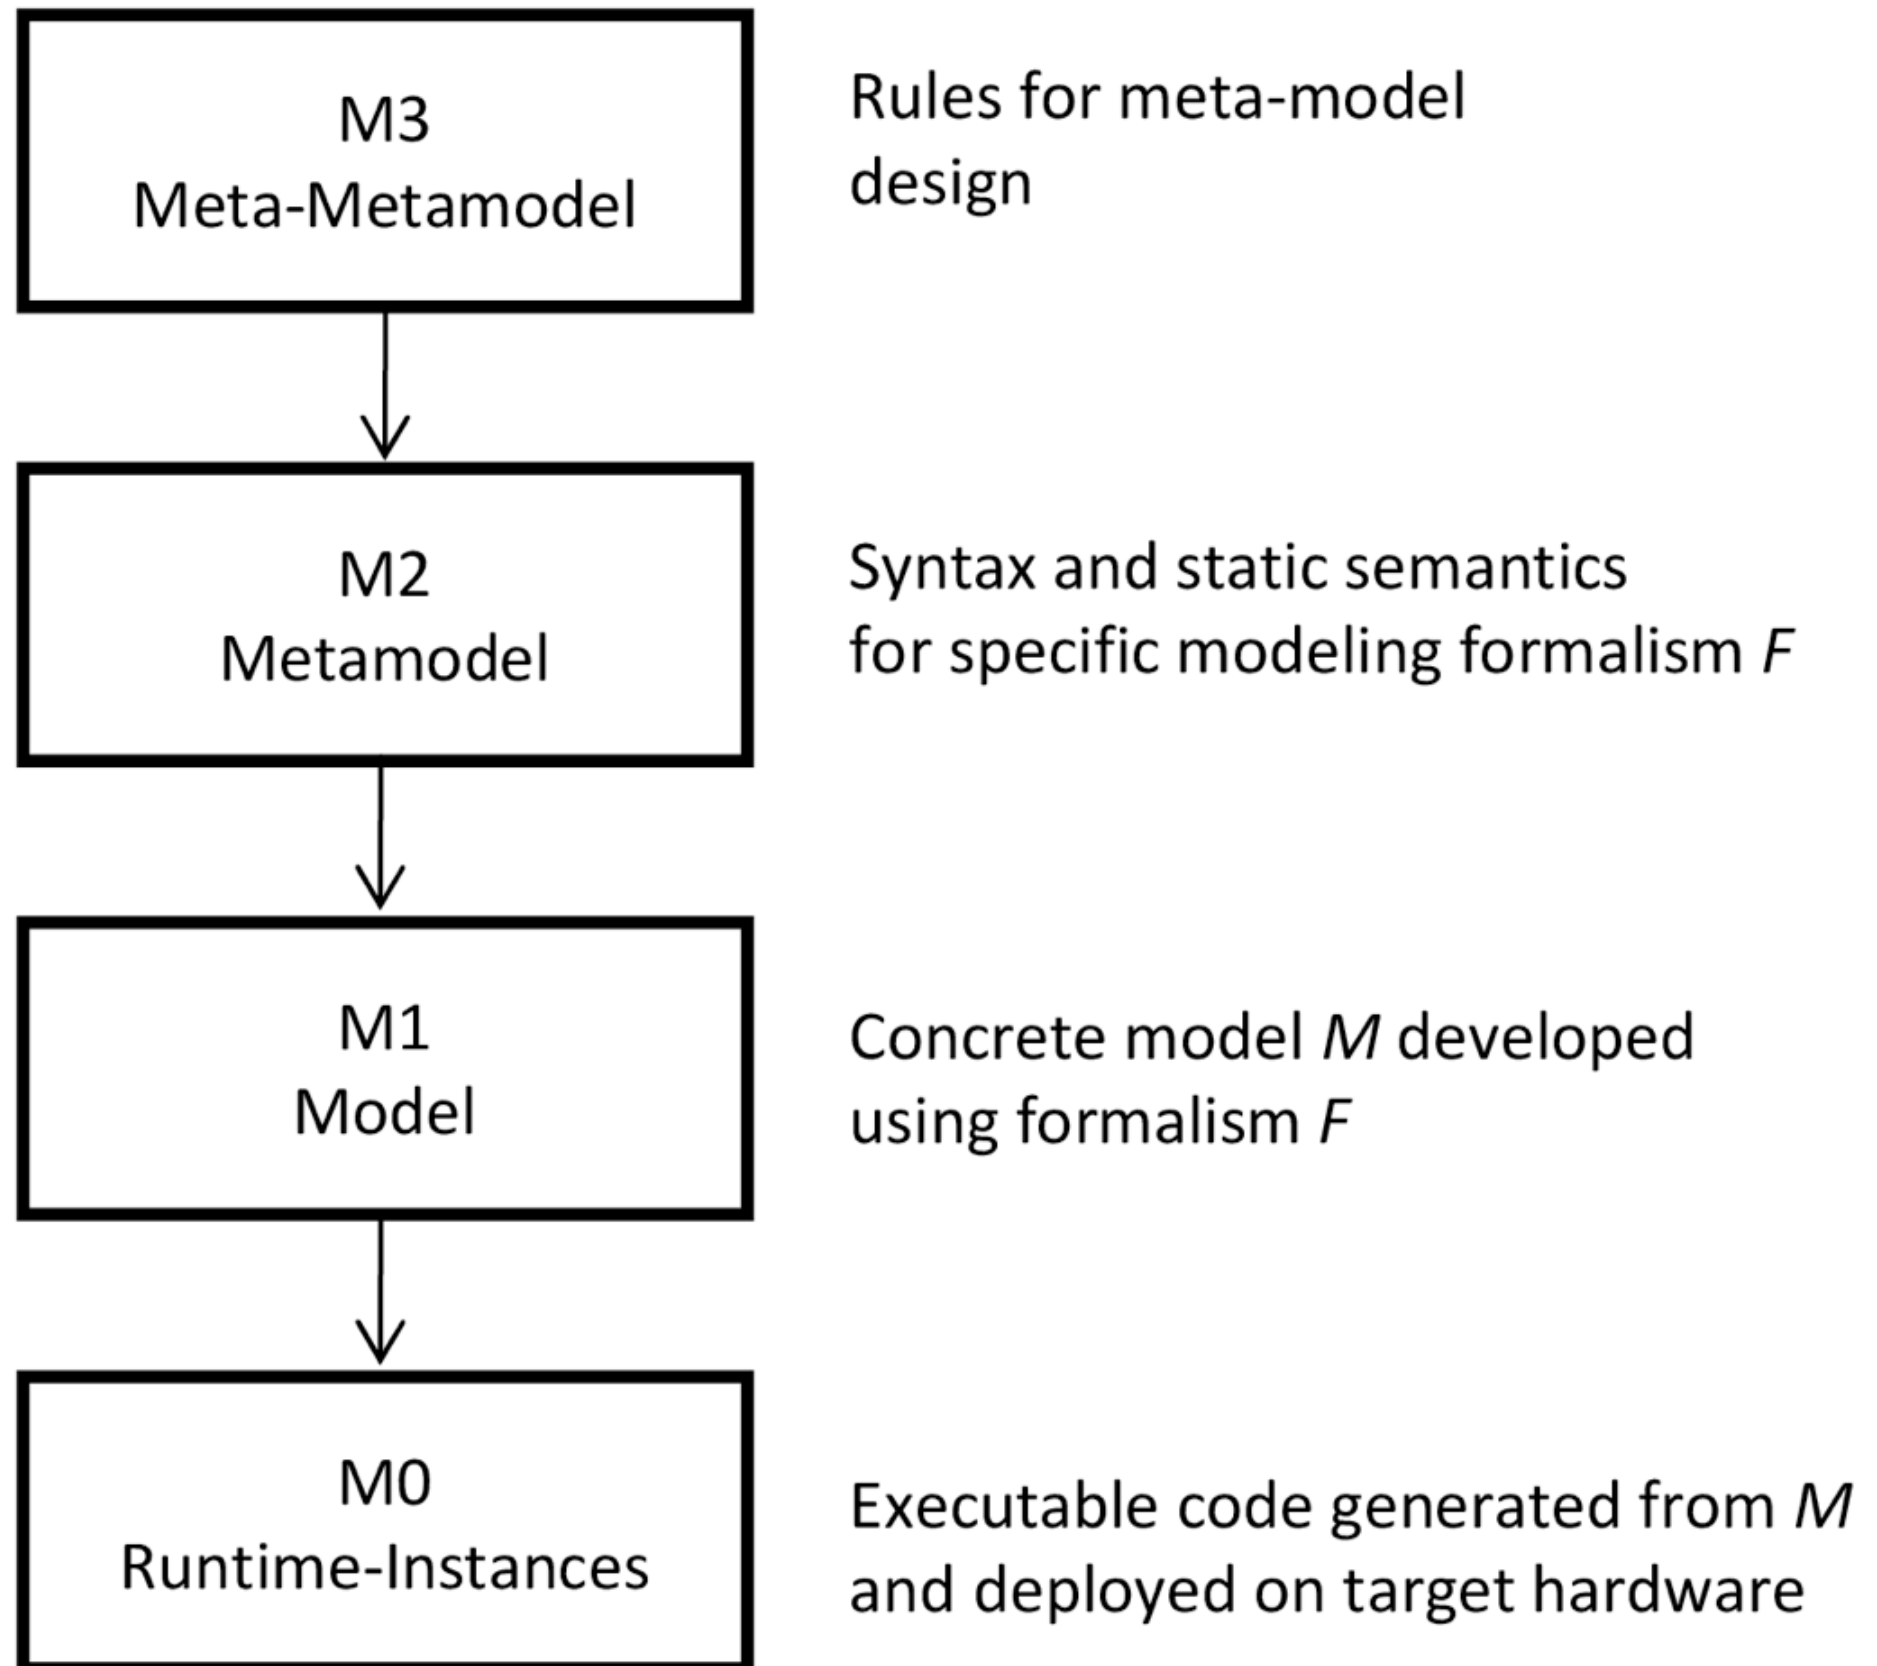 M3
Meta-Metamodel
Rules for meta-model
design
M2
Metamodel
Syntax and static semantics
for specific modeling formalism F
M1
Model
Concrete model M developed
using formalism F
M0
Runtime-Instances
Executable code generated from M
and deployed on target hardware